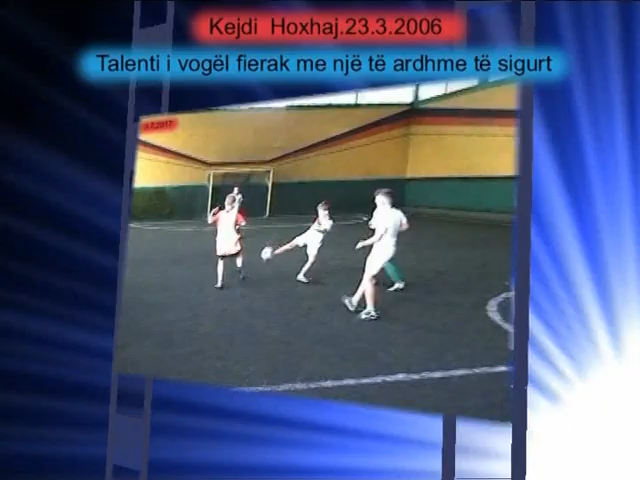 Kejdi Hoxhaj.23.3.2006
Talenti i vogël fierak me një të ardhme të sigurt